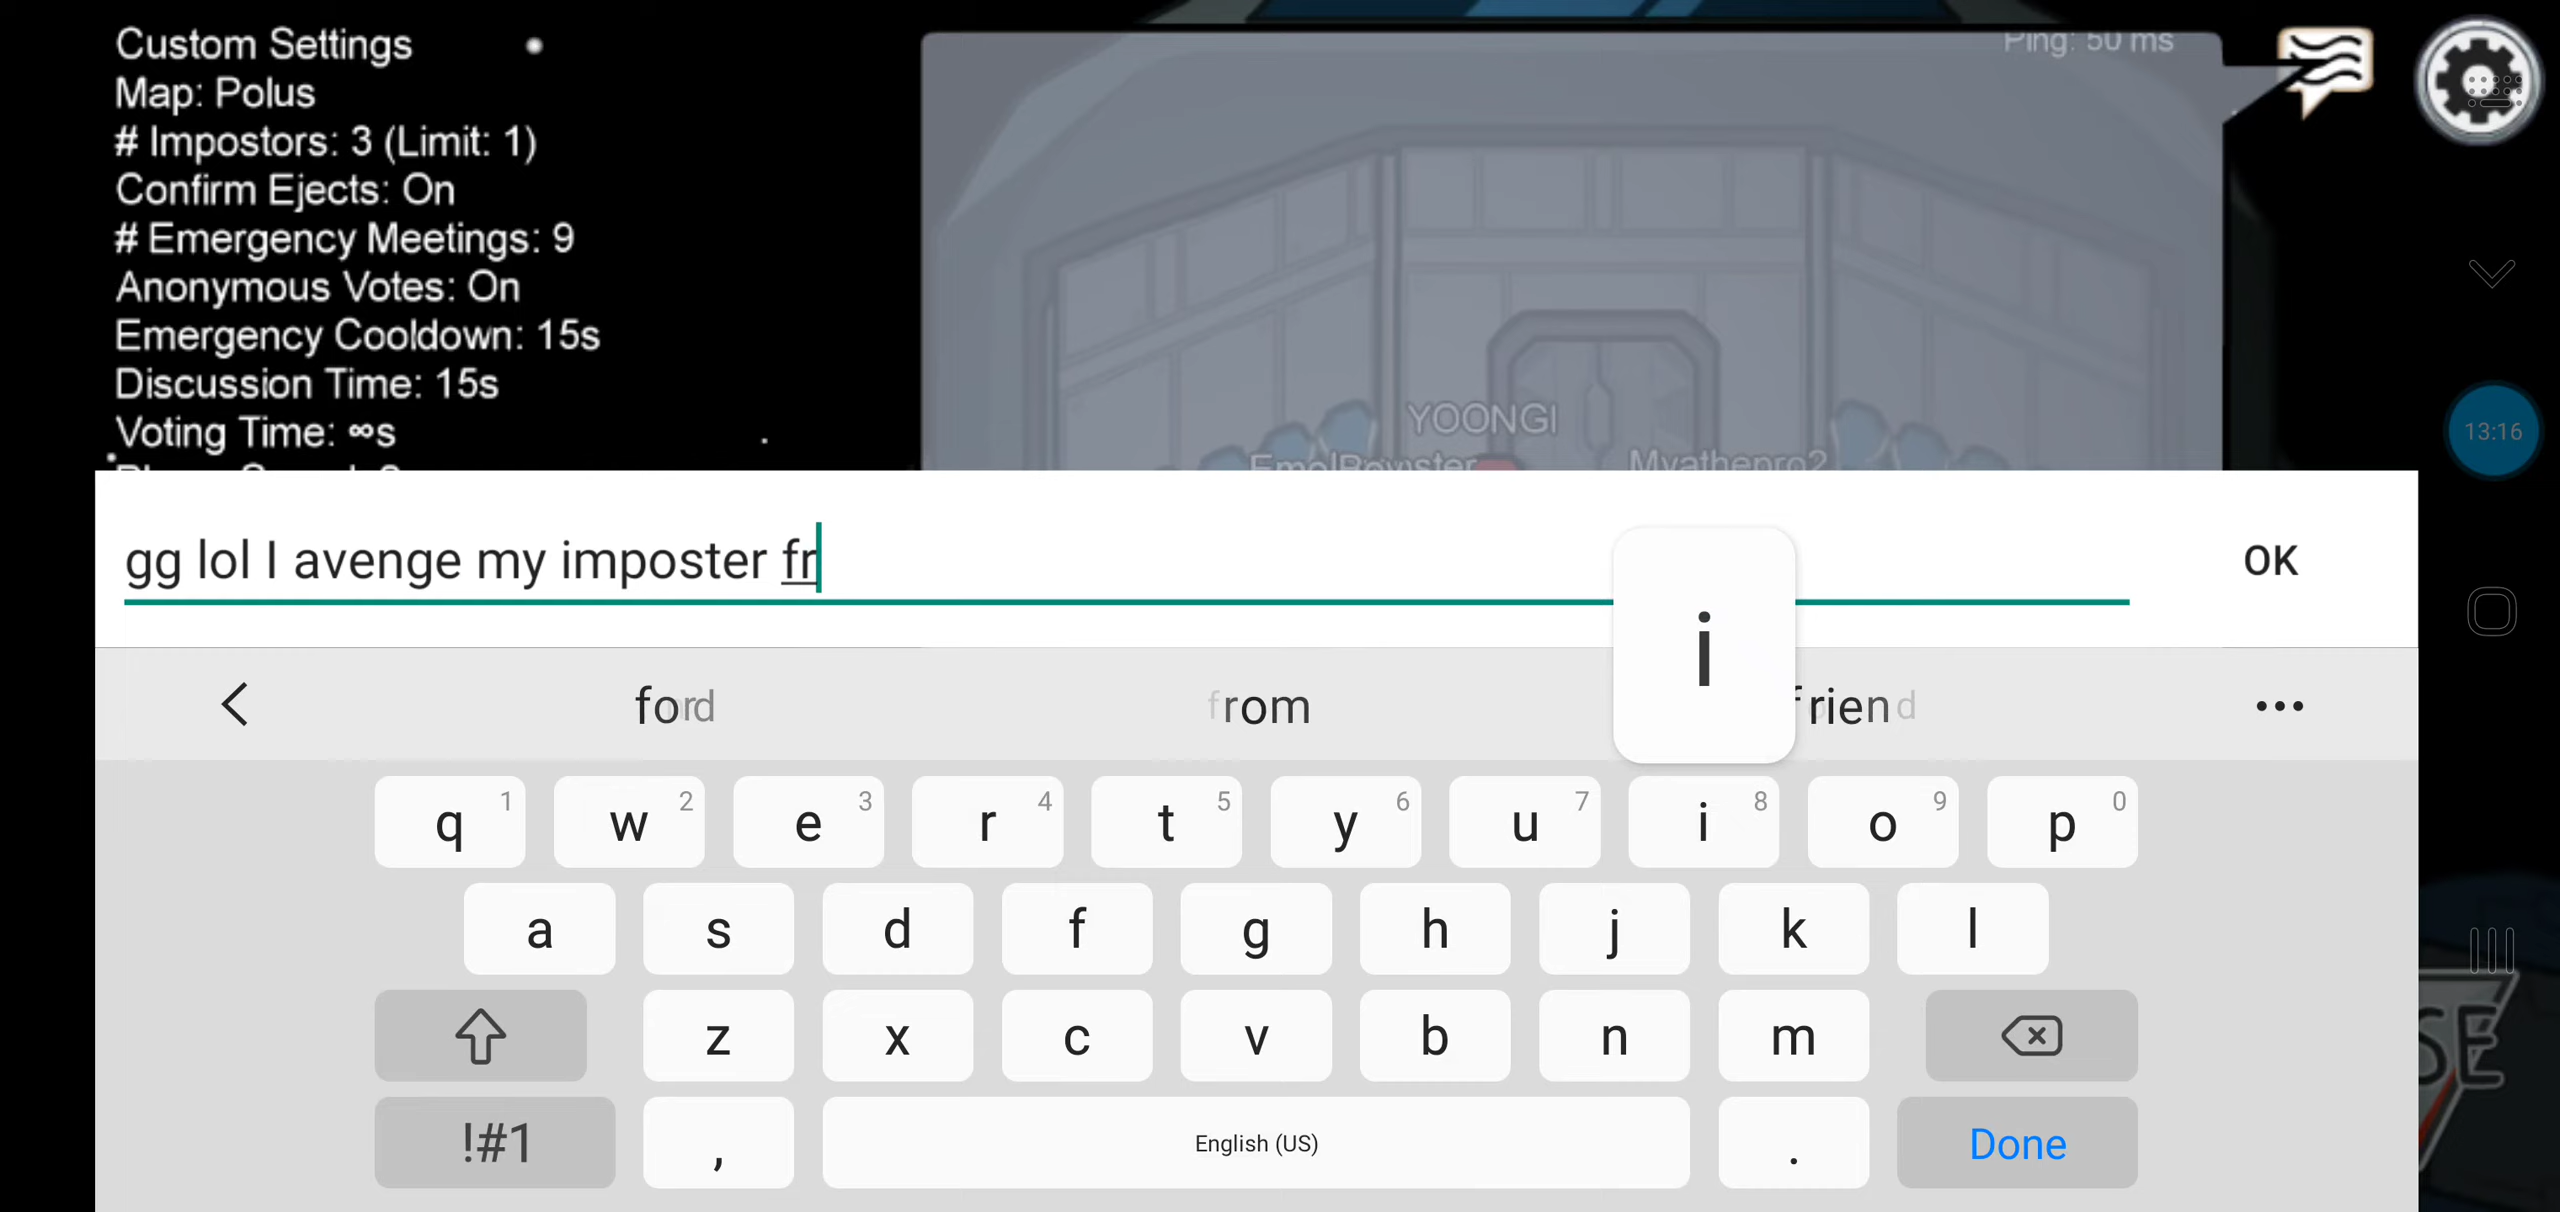 Custom Settings
Map: Polus
# Impostors: 3 (Limit: 1)
Confirm Ejects: On
# Emergency Meetings: 9
Anonymous Votes: On
Emergency Cooldown: 15s
Discussion Time: 15s
Voting Time: ∞s
Ping: 50 ms
YOONGI
Myathepro2
13:16
gg lol I avenge my imposter fr
OK
i
from
friend
q 1 w 2 e 3 r 4 t 5 y 6 u 7 i 8 o 9 p 0
a s d f g h j k l
z x c v b n m
!#1 , English (US) . Done
SE